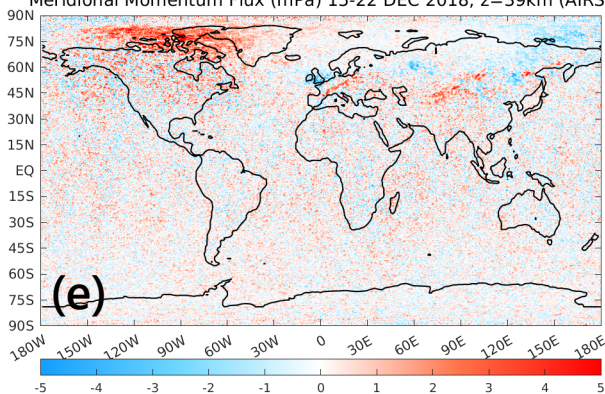 Meridional Momentum Flux (mPa) 15-22 DEC 2018, z=39km (AIRS
90N
75N
60N
45N
30N
15N
EQ
15S
30S
45S
60S
75S
90S
(e)
180W 150W 120W 90W 60W 30W 0 30E 60E 90E 120E 150E 180E
-5 -4 -3 -2 -1 0 1 2 3 4 5